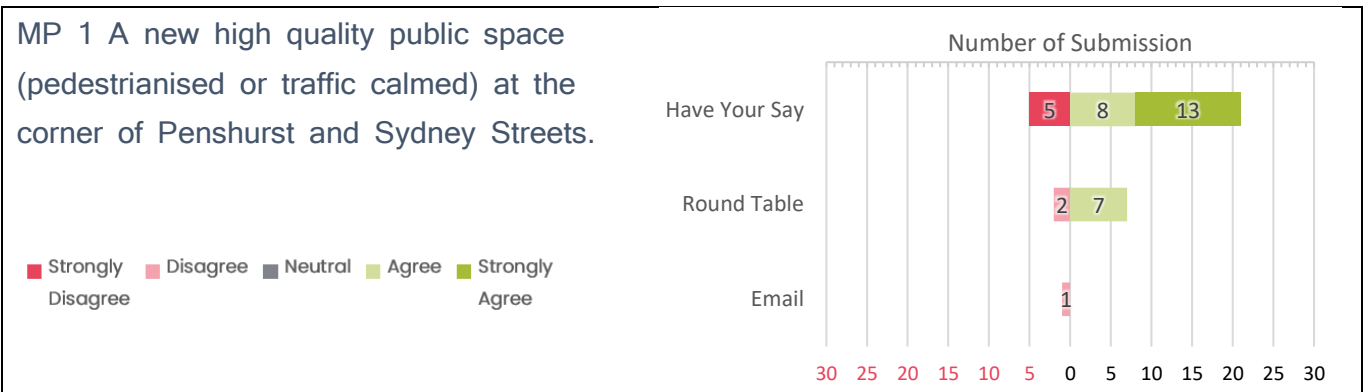 MP 1 A new high quality public space
(pedestrianised or traffic calmed) at the
corner of Penshurst and Sydney Streets.
Strongly Disagree
Disagree
Neutral
Agree
Strongly Agree
Number of Submission
Have Your Say
5 8 13
Round Table
2 7
Email
1
30 25 20 15 10 5 0 5 10 15 20 25 30